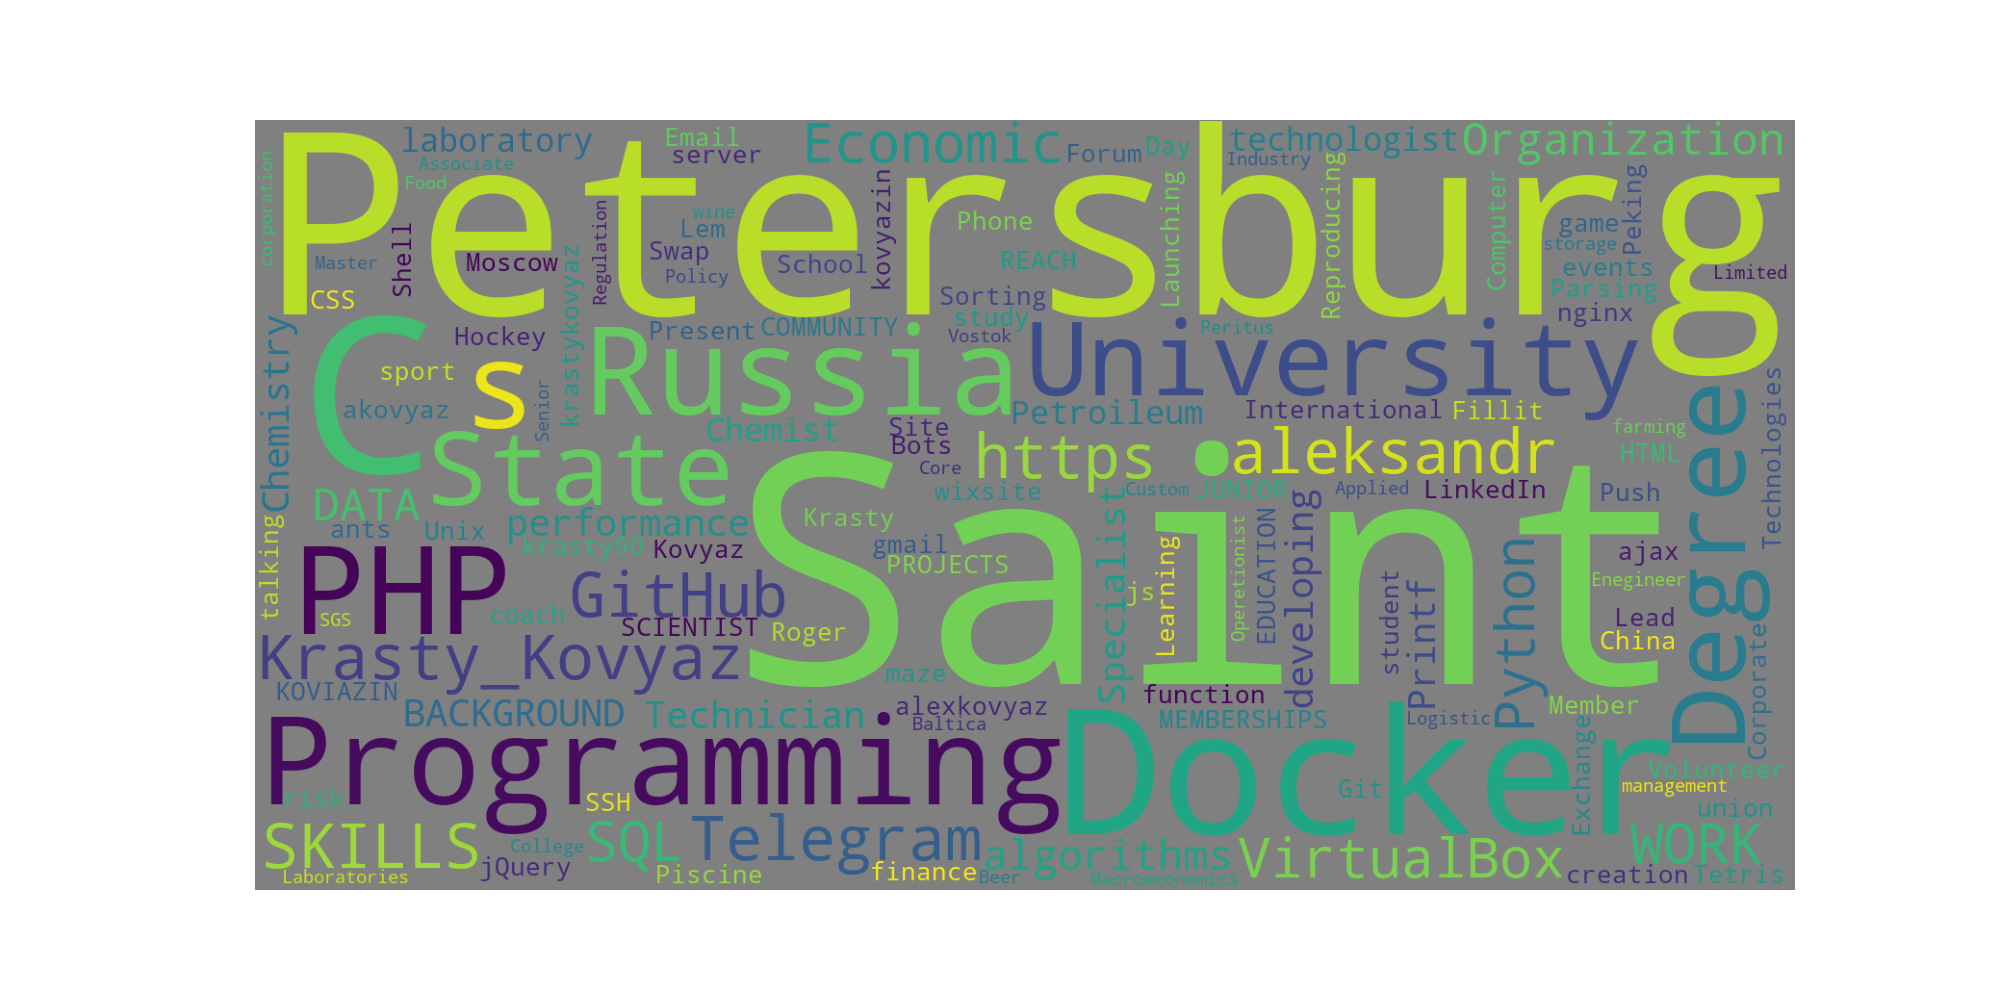 Petersburg
Saint
C
s
Russia
University
State
Docker
Programming
PHP
Degree
laboratory
Associate
Food
corporation
Master
CSS
Shell
Moscow
Email
server
Economic
Forum
Day
technologist
Industry
Organization
Regulation
wine
Lem
Swap
Policy
School
kovyazin
Phone
REACH
Sorting
study
Vostok
Launching
Reproducing
Computer
Peking
game
storage
events
Parsing
nginx
Limited
Peritus
Chemistry
Hockey
sport
akovyaz
Senior
krastykovyaz
Present
COMMUNITY
Chemist
Site
Bots
Core
Petroileum
International
Fillit
farming
HTML
Technologies
https
aleksandr
wixsite
Custom
JUNIOR
Applied
LinkedIn
Push
DATA
ants
Unix
performance
krasty90
Kovyaz
Krasty
gmail
PROJECTS
Specialist
js
Learning
Operetionist
EDUCATION
developing
student
Printf
Python
ajax
Enegineer
Lead
China
talking
SGS
coach
GitHub
SCIENTIST
Roger
Krasty_Kovyaz
KOVIAZIN
BACKGROUND
Technician
maze
alexkovyaz
Baltica
function
MEMBERSHIPS
Logistic
Member
Corporate
Exchange
Volunteer
management
union
Git
risk
SSH
SKILLS
College
SQL
Telegram
Laboratories
jQuery
Piscine
finance
Beer
algorithms
Macroeconomics
VirtualBox
WORK
creation
Tetris